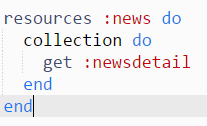 resources :news do
  collection do
    get :newsdetail
  end
end